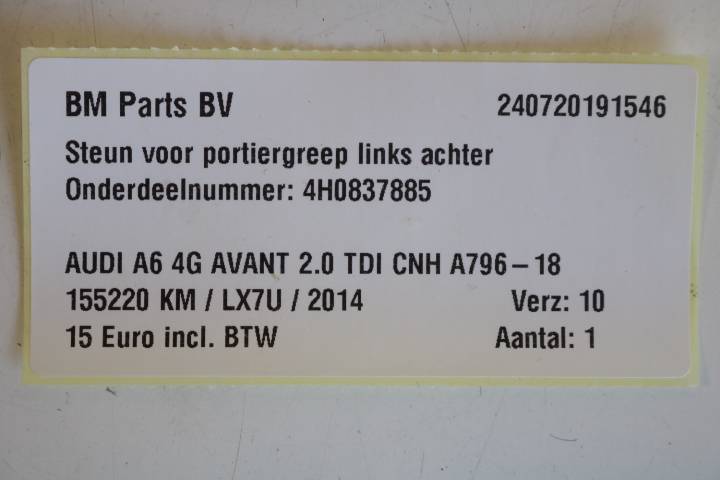 BM Parts BV 240720191546
Steun voor portiergreep links achter
Onderdeelnummer: 4H0837885
AUDI A6 4G AVANT 2.0 TDI CNH A796-18
155220 KM / LX7U / 2014 Verz: 10
15 Euro incl. BTW Aantal: 1